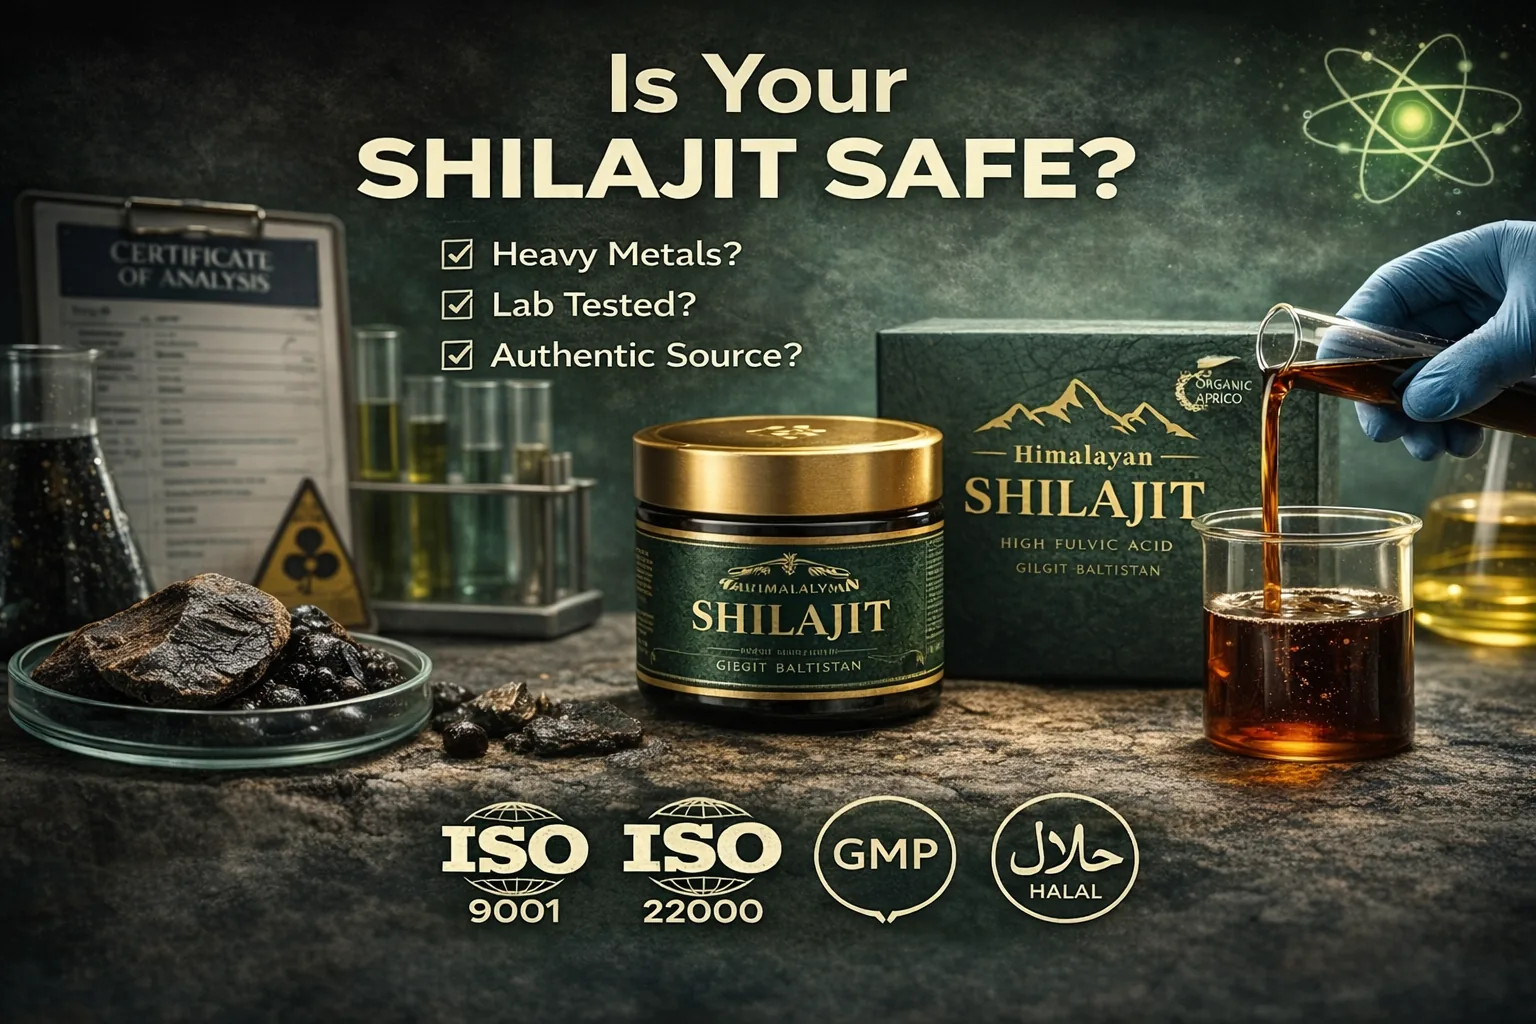 Is Your
SHILAJIT SAFE?
Heavy Metals?
Lab Tested?
Authentic Source?
CERTIFICATE
OF ANALYSIS
ORGANIC
APRICO
Himalayan
SHILAJIT
HIGH FULVIC ACID
GILGIT-BALTISTAN
SHILAJIT
GIEGIT BALTISTAN
ISO
9001
ISO
22000
GMP
حلال
HALAL